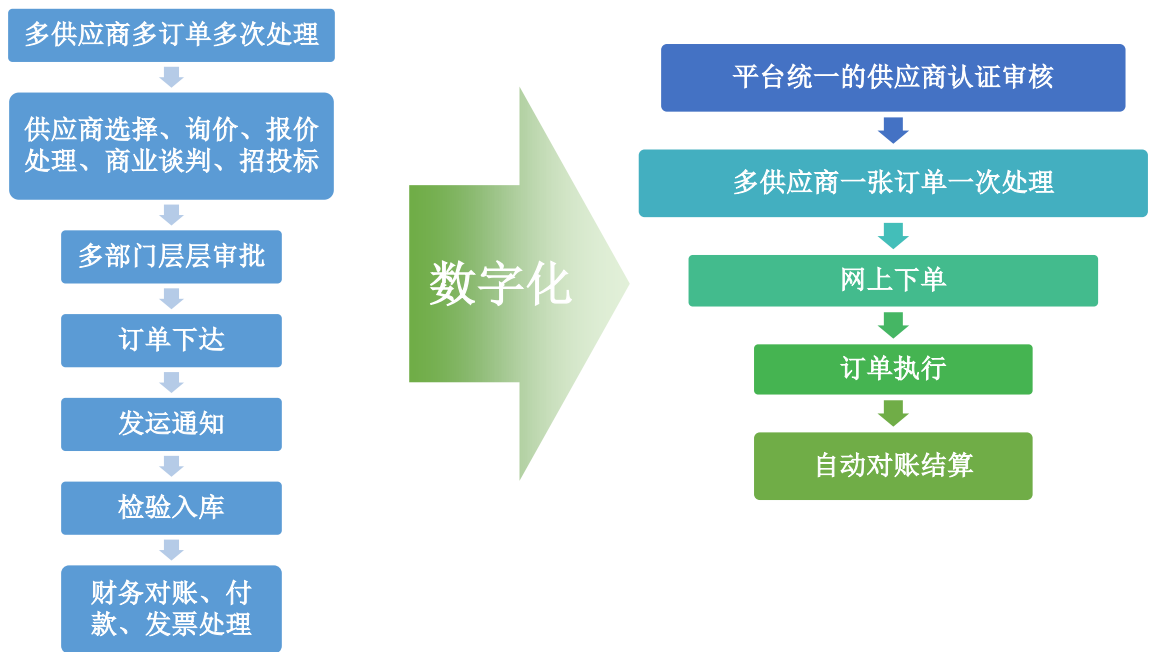 多供应商多订单多次处理
供应商选择、询价、报价
处理、商业谈判、招投标
多部门层层审批
订单下达
发运通知
检验入库
财务对账、付
款、发票处理
数字化
平台统一的供应商认证审核
多供应商一张订单一次处理
网上下单
订单执行
自动对账结算